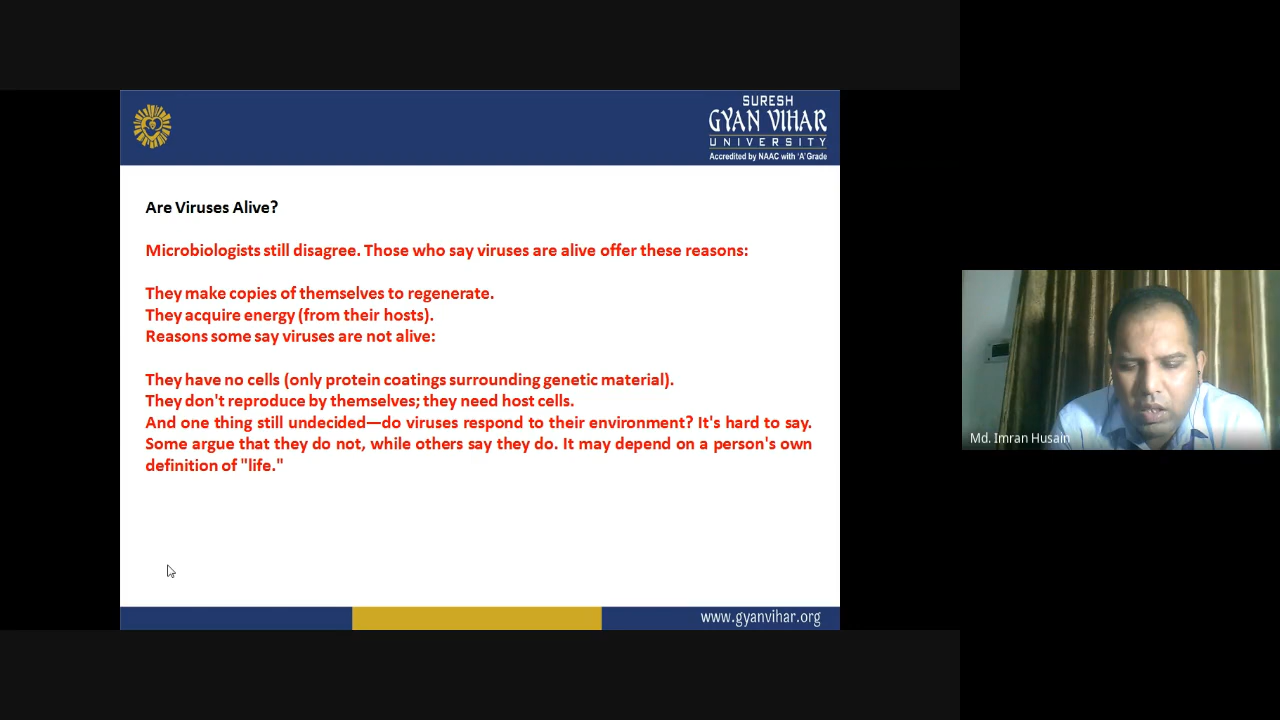 SURESH
GYAN VIHAR
UNIVERSITY
Accredited by NAAC with 'A' Grade
Are Viruses Alive?
Microbiologists still disagree. Those who say viruses are alive offer these reasons:
They make copies of themselves to regenerate.
They acquire energy (from their hosts).
Reasons some say viruses are not alive:
They have no cells (only protein coatings surrounding genetic material).
They don't reproduce by themselves; they need host cells.
And one thing still undecided—do viruses respond to their environment? It's hard to say.
Some argue that they do not, while others say they do. It may depend on a person's own
definition of "life."
www.gyanvihar.org
Md. Imran Husain